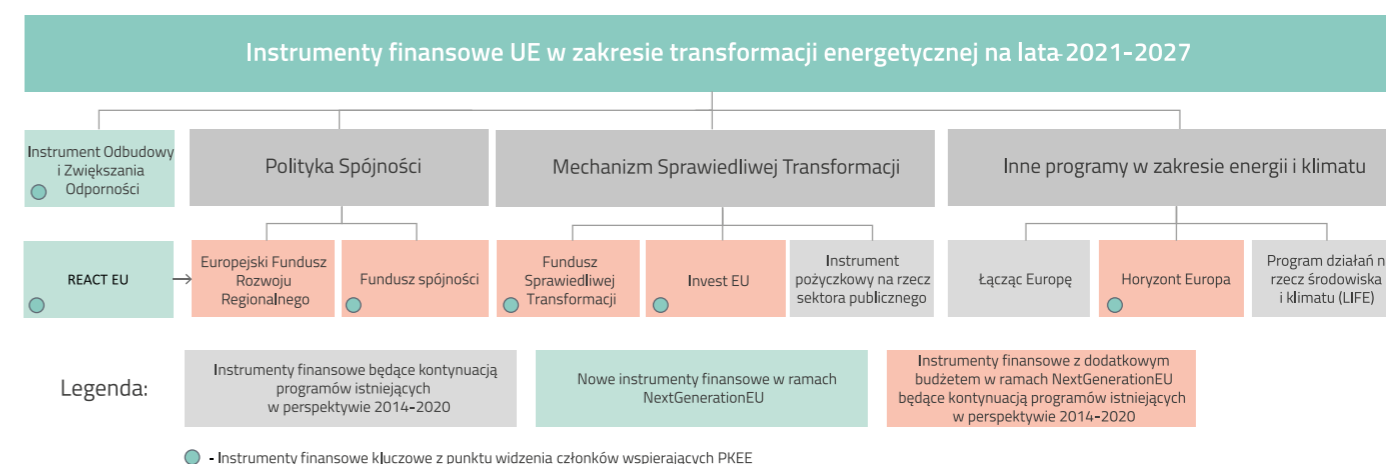 Instrumenty finansowe UE w zakresie transformacji energetycznej na lata 2021-2027
Instrument Odbudowy
i Zwiększania
Odporności
Polityka Spójności
Mechanizm Sprawiedliwej Transformacji
Inne programy w zakresie energii i klimatu
REACT EU
Europejski Fundusz
Rozwoju
Regionalnego
Fundusz spójności
Fundusz
Sprawiedliwej
Transformacji
Invest EU
Instrument
pożyczkowy na rzecz
sektora publicznego
Łącząc Europę
Horyzont Europa
Program działań n
rzecz środowiska
i klimatu (LIFE)
Legenda:
Instrumenty finansowe będące kontynuacją
programów istniejących
w perspektywie 2014-2020
Nowe instrumenty finansowe w ramach
NextGenerationEU
Instrumenty finansowe z dodatkowym
budżetem w ramach NextGenerationEU
będące kontynuacją programów istniejących
w perspektywie 2014-2020
- Instrumenty finansowe kluczowe z punktu widzenia członków wspierających PKEE